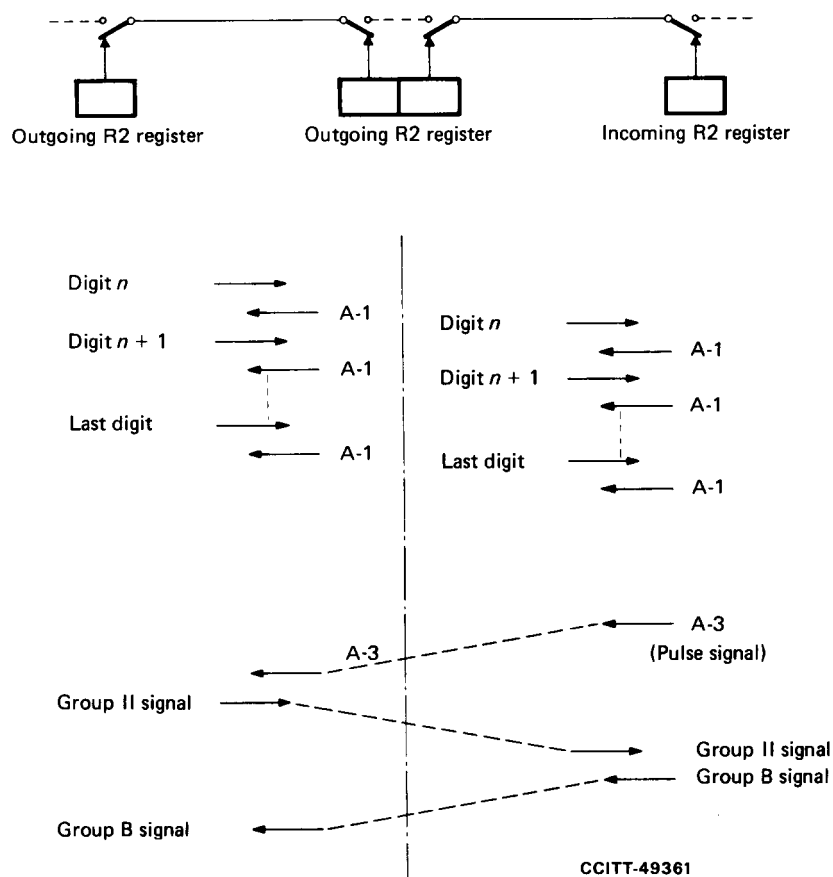 Outgoing R2 register
Outgoing R2 register
Incoming R2 register
Digit n
A-1
Digit n
Digit n + 1
A-1
A-1
Digit n + 1
A-1
Last digit
A-1
Last digit
A-1
A-3
A-3
(Pulse signal)
Group II signal
Group II signal
Group B signal
Group B signal
CCITT-49361